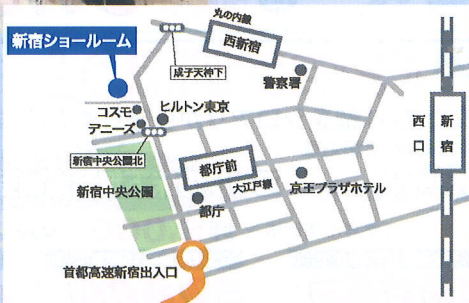 丸の内線
西新宿
新宿ショールーム
成子天神下
警察署
コスモ
ヒルトン東京
デニーズ
新宿中央公園北
西口
新宿
都庁前
新宿中央公園
大江戸線
京王プラザホテル
都庁
首都高速新宿出入口